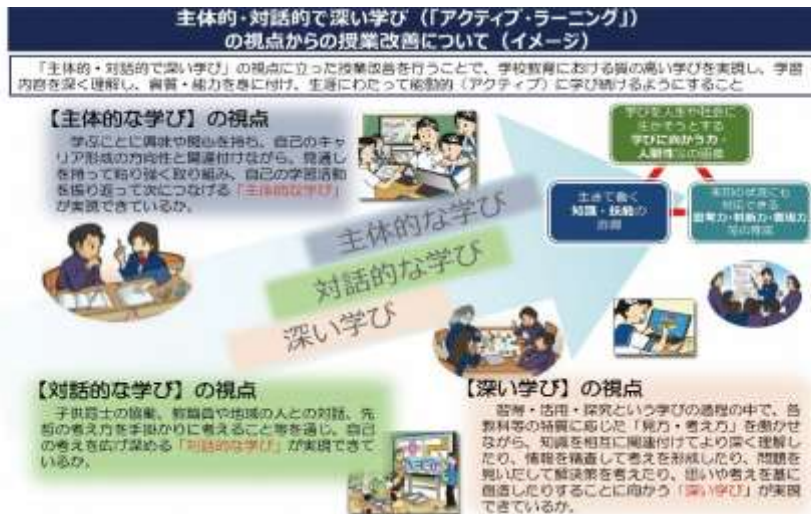 主体的・対話的で深い学び（「アクティブ・ラーニング」）
の視点からの授業改善について（イメージ）
「主体的・対話的で深い学び」の視点に立った授業改善を行うことで、学校教育における質の高い学びを実現し、学習
内容を深く理解し、資質・能力を身に付け、生涯にわたって能動的（アクティブ）に学び続けるようにすること
【主体的な学び】の視点
学ぶことに興味や関心を持ち、自己のキャ
リア形成の方向性と関連付けながら、見通し
を持って粘り強く取り組み、自己の学習活動
を振り返って次につなげる「主体的な学び」
が実現できているか。
学びを人生や社会に
生かそうとする
学びに向かう力・
人間性等の涵養
生きて働く
知識・技能の
習得
未知の状況にも
対応できる
思考力・判断力・表現力
等の育成
主体的な学び
対話的な学び
深い学び
【対話的な学び】の視点
子供同士の協働、教職員や地域の人との対話、先
哲の考え方を手掛かりに考えること等を通じ、自己
の考えを広げ深める「対話的な学び」が実現できて
いるか。
【深い学び】の視点
習得・活用・探究という学びの過程の中で、各
教科等の特質に応じた「見方・考え方」を働かせ
ながら、知識を相互に関連付けてより深く理解し
たり、情報を精査して考えを形成したり、問題を
見いだして解決策を考えたり、思いや考えを基に
創造したりすることに向かう「深い学び」が実現
できているか。